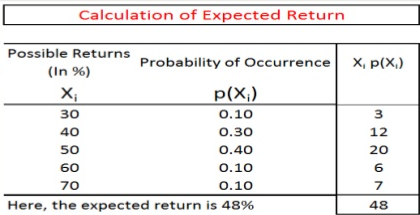 Calculation of Expected Return
Possible Returns (In %) Probability of Occurrence Xᵢ p(Xᵢ)
Xᵢ p(Xᵢ)
30 0.10 3
40 0.30 12
50 0.40 20
60 0.10 6
70 0.10 7
Here, the expected return is 48% 48